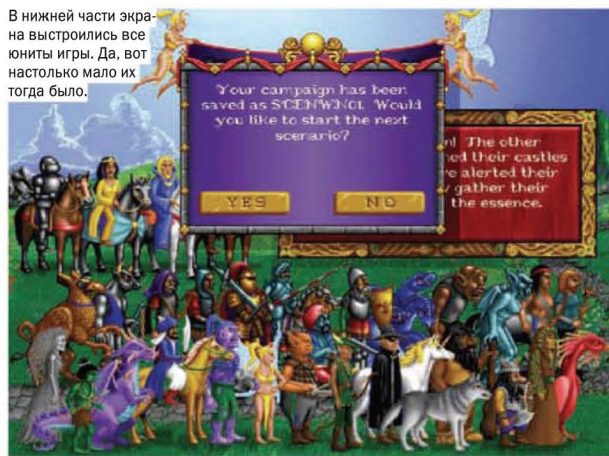 В нижней части экра-
на выстроились все
юниты игры. Да, вот
настолько мало их
тогда было.
Your campaign has been
saved as SCENWN01. Would
you like to start the next
scenario?
YES
NO
n! The other
ned their castles
e alerted their
y gather their
the essence.